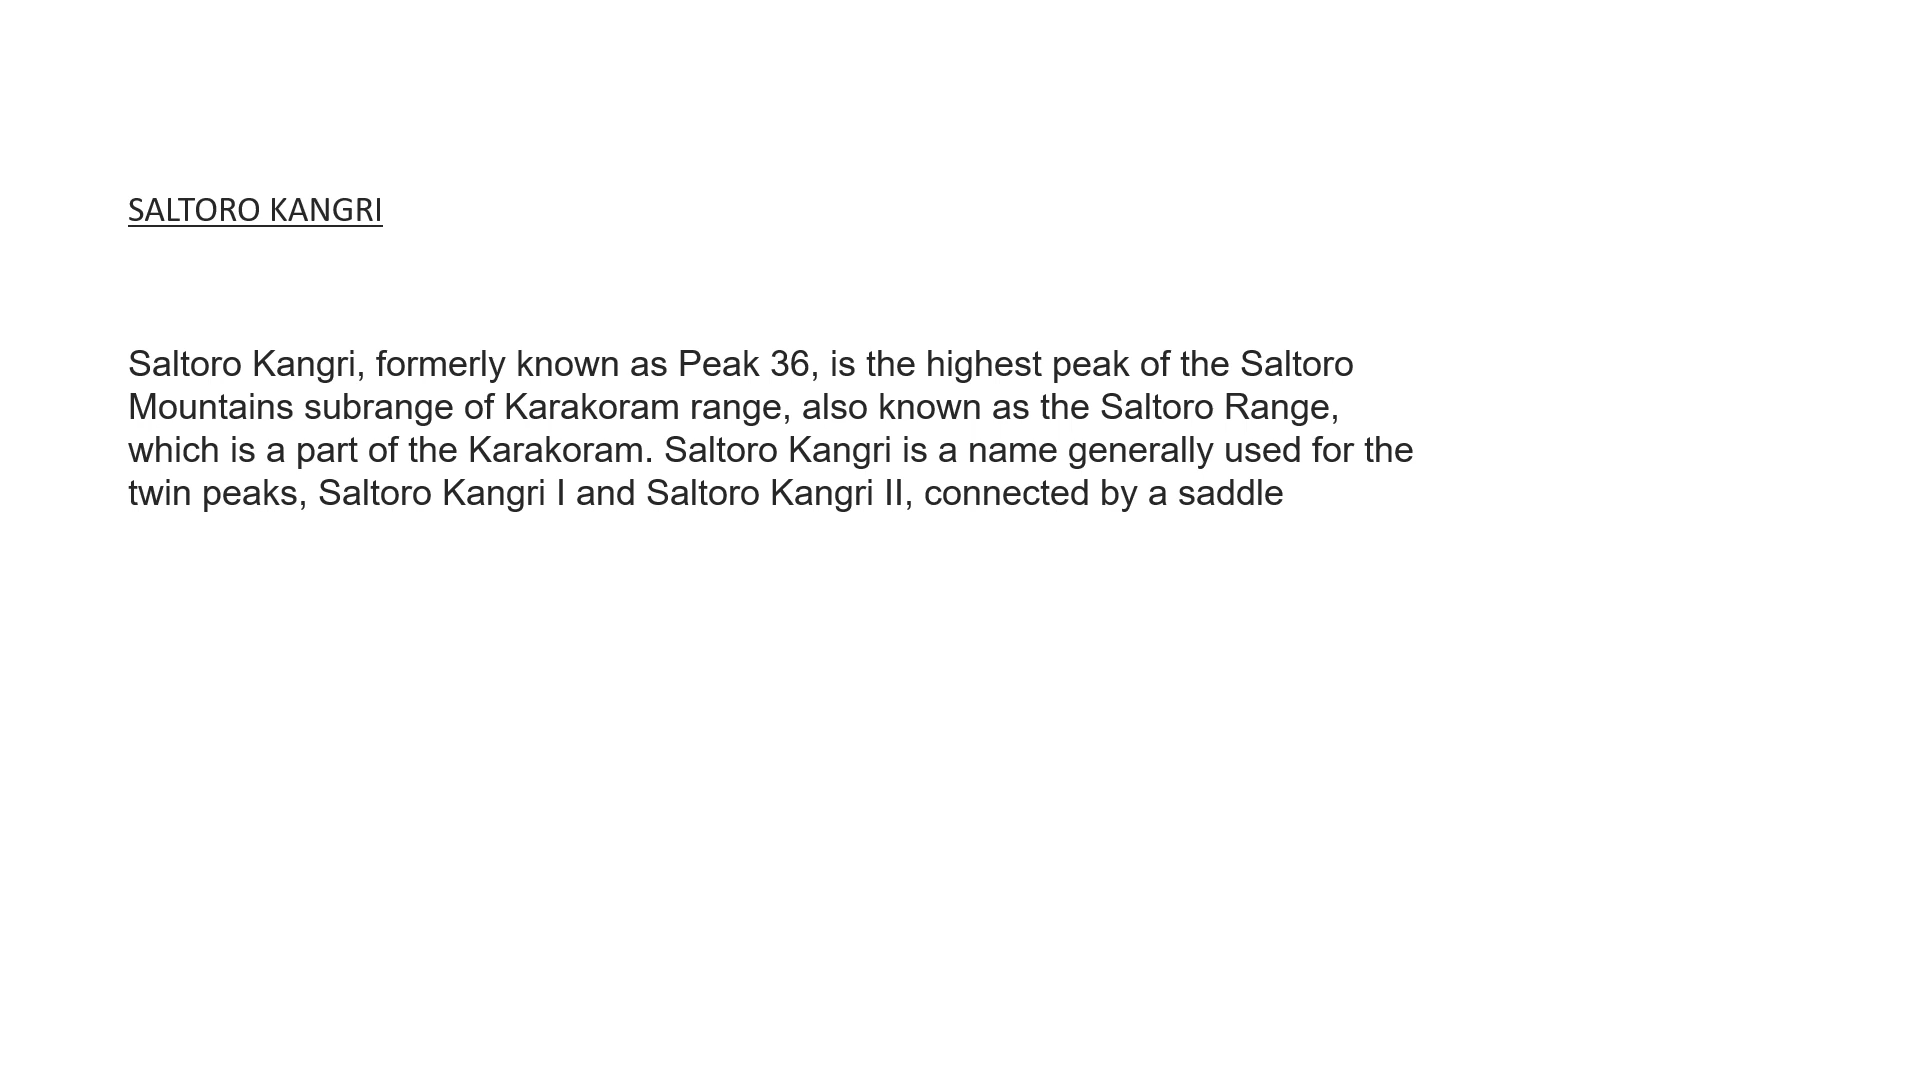 SALTORO KANGRI
Saltoro Kangri, formerly known as Peak 36, is the highest peak of the Saltoro
Mountains subrange of Karakoram range, also known as the Saltoro Range,
which is a part of the Karakoram. Saltoro Kangri is a name generally used for the
twin peaks, Saltoro Kangri I and Saltoro Kangri II, connected by a saddle